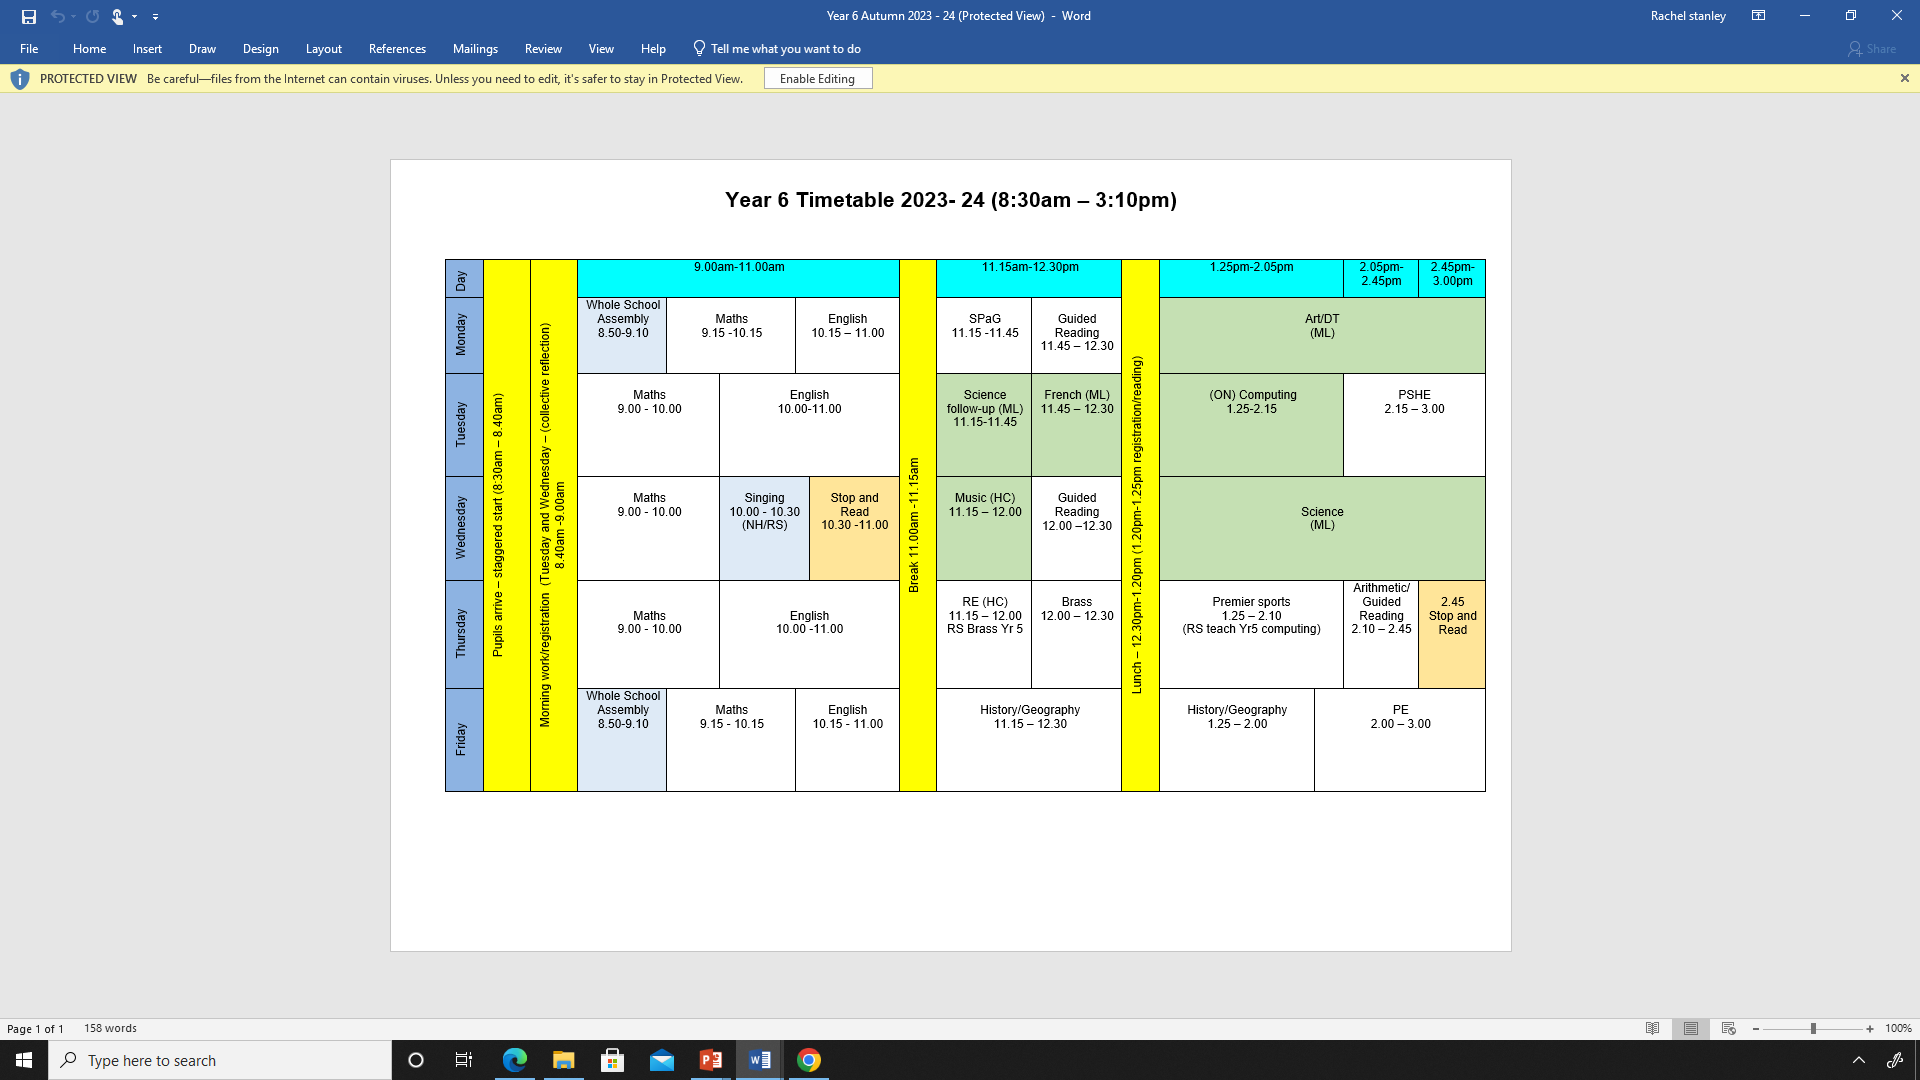 Year 6 Autumn 2023 - 24 (Protected View) - Word
Rachel stanley
File Home Insert Draw Design Layout References Mailings Review View Help Tell me what you want to do
Share
PROTECTED VIEW Be careful—files from the Internet can contain viruses. Unless you need to edit, it's safer to stay in Protected View. Enable Editing
Year 6 Timetable 2023- 24 (8:30am – 3:10pm)
Day
Pupils arrive – staggered start (8:30am – 8.40am)
Morning work/registration (Tuesday and Wednesday – (collective reflection)
8.40am -9.00am
9.00am-11.00am
Break 11.00am -11.15am
11.15am-12.30pm
Lunch – 12.30pm-1.20pm (1.20pm-1.25pm registration/reading)
1.25pm-2.05pm
2.05pm-
2.45pm
2.45pm-
3.00pm
Monday
Whole School
Assembly
8.50-9.10
Maths
9.15 -10.15
English
10.15 – 11.00
SPaG
11.15 -11.45
Guided
Reading
11.45 – 12.30
Art/DT
(ML)
Tuesday
Maths
9.00 - 10.00
English
10.00-11.00
Science
follow-up (ML)
11.15-11.45
French (ML)
11.45 – 12.30
(ON) Computing
1.25-2.15
PSHE
2.15 – 3.00
Wednesday
Maths
9.00 - 10.00
Singing
10.00 - 10.30
(NH/RS)
Stop and
Read
10.30 -11.00
Music (HC)
11.15 – 12.00
Guided
Reading
12.00 –12.30
Science
(ML)
Thursday
Maths
9.00 - 10.00
English
10.00 -11.00
RE (HC)
11.15 – 12.00
RS Brass Yr 5
Brass
12.00 – 12.30
Premier sports
1.25 – 2.10
(RS teach Yr5 computing)
Arithmetic/
Guided
Reading
2.10 – 2.45
2.45
Stop and
Read
Friday
Whole School
Assembly
8.50-9.10
Maths
9.15 - 10.15
English
10.15 - 11.00
History/Geography
11.15 – 12.30
History/Geography
1.25 – 2.00
PE
2.00 – 3.00
Page 1 of 1 158 words
100%
Type here to search